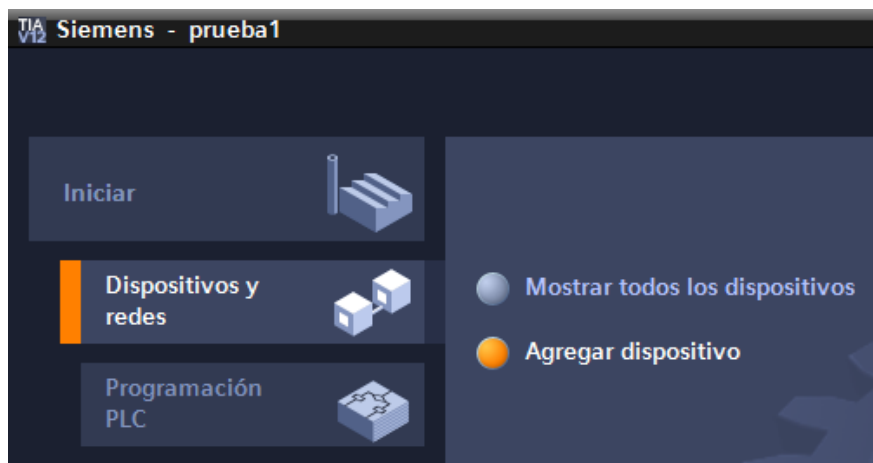 TIA V12 Siemens - prueba1
Iniciar
Dispositivos y
redes
Mostrar todos los dispositivos
Agregar dispositivo
Programación
PLC